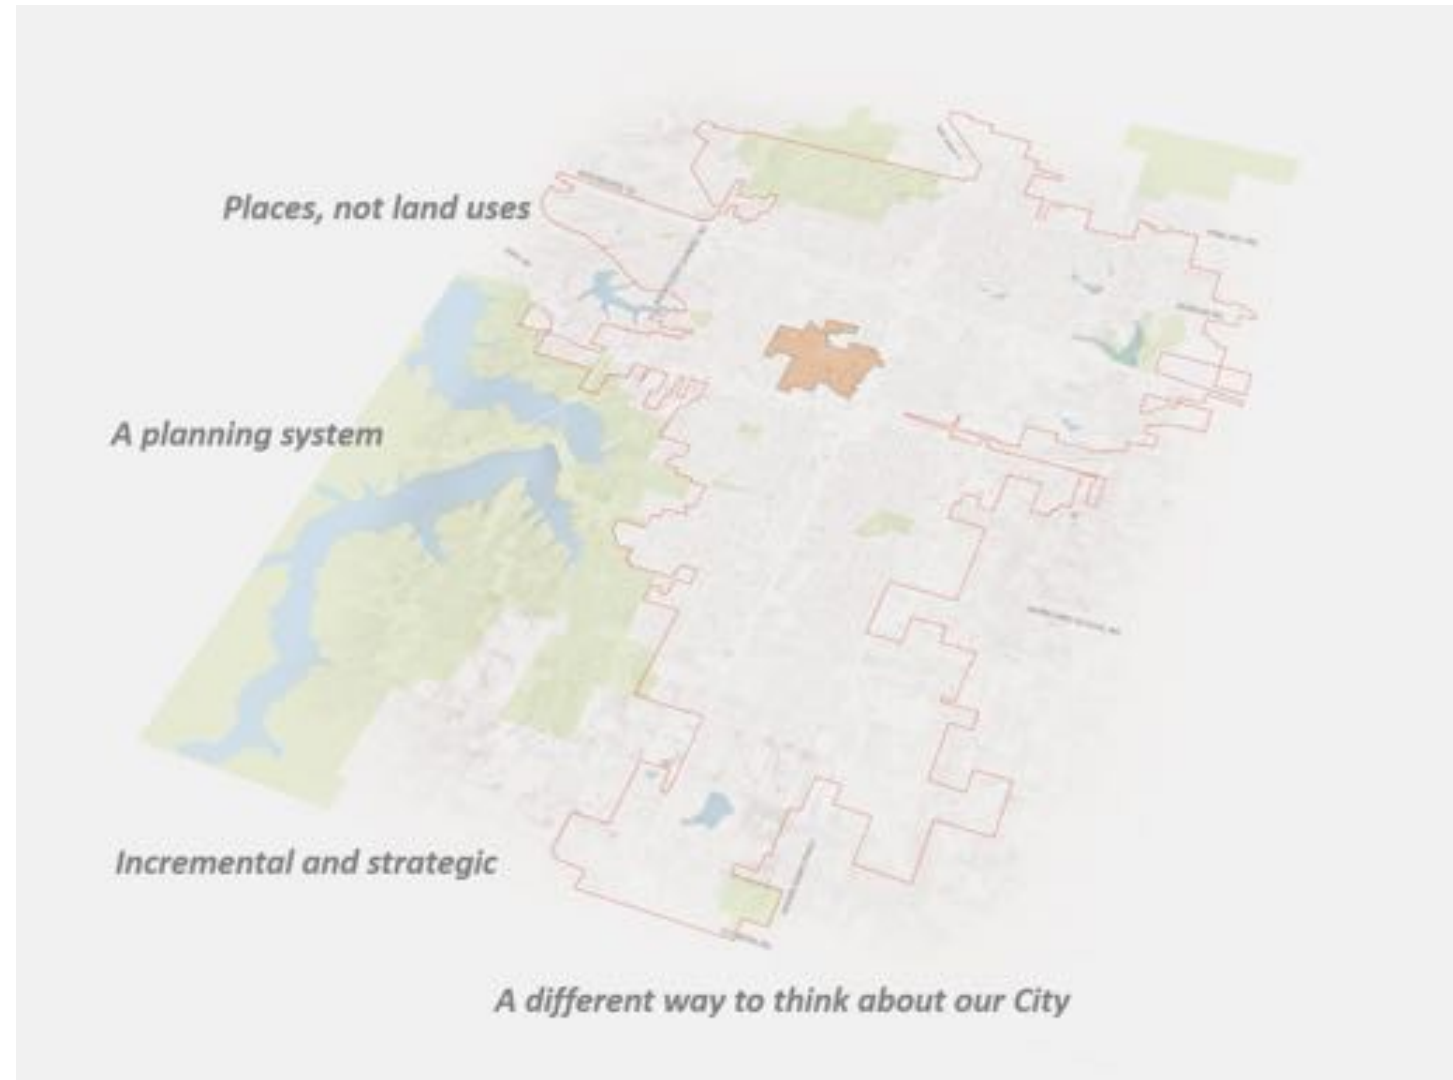 Places, not land uses
A planning system
Incremental and strategic
A different way to think about our City